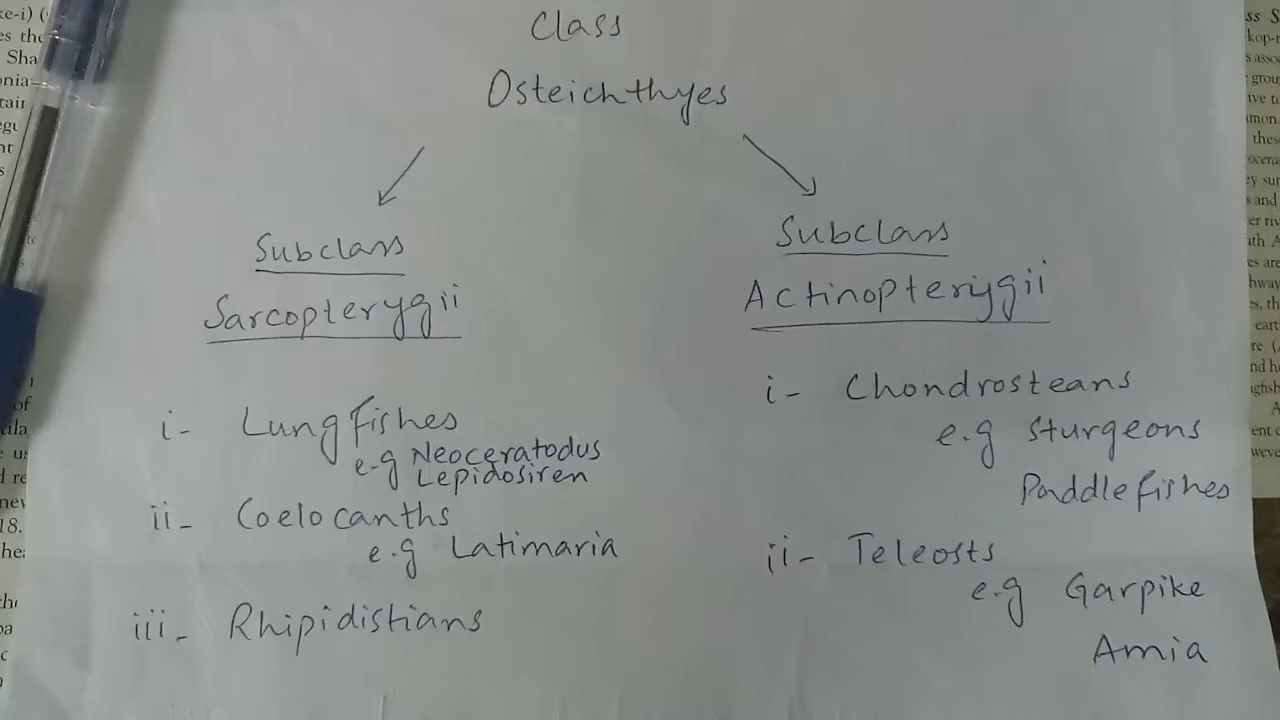 Class
Osteichthyes
Subclass
Sarcopterygii
i- Lungfishes
e.g Neoceratodus
Lepidosiren
ii- Coelocanths
e.g Latimaria
iii- Rhipidistians
Subclass
Actinopterygii
i- Chondrosteans
e.g Sturgeons
Paddlefishes
ii- Teleosts
e.g Garpike
Amia